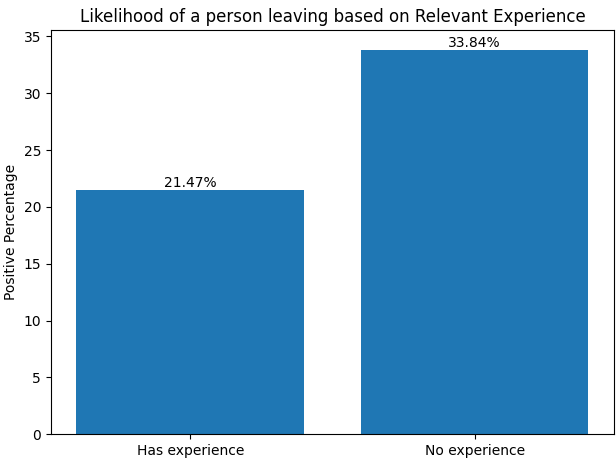 Likelihood of a person leaving based on Relevant Experience
35
30
25
20
15
10
5
0
Positive Percentage
21.47%
33.84%
Has experience
No experience